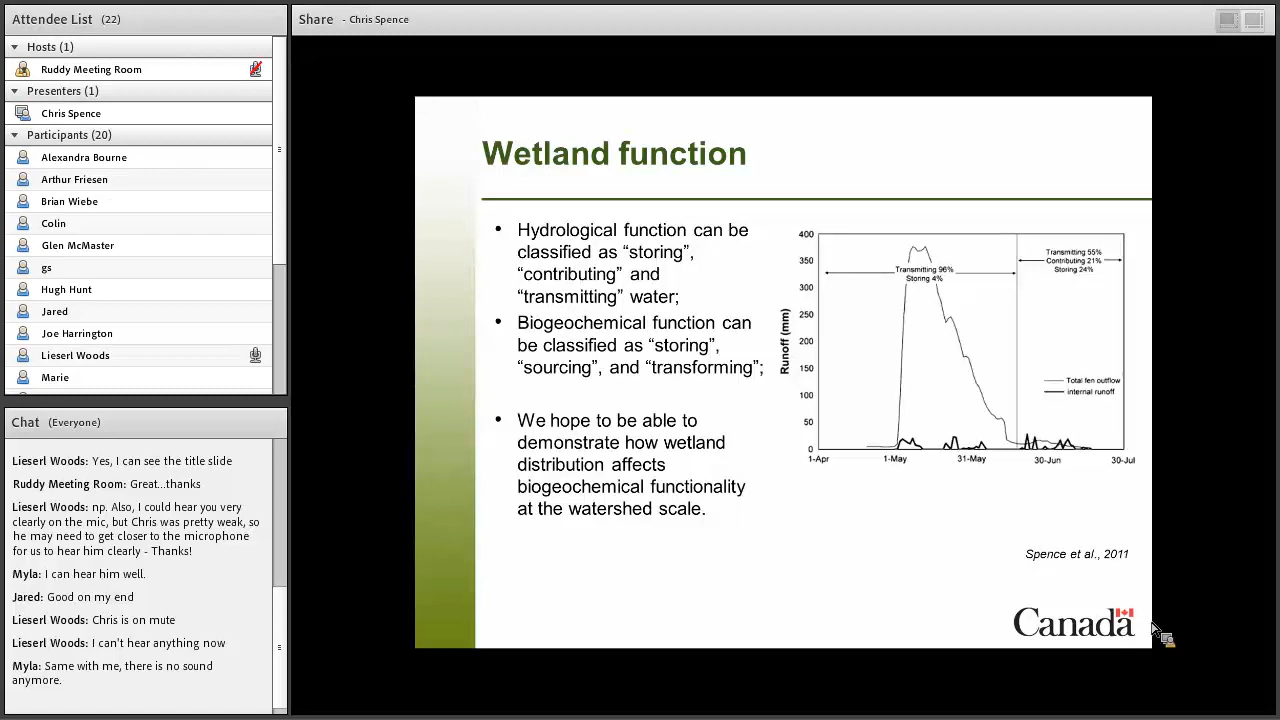 Attendee List (22)
Hosts (1)
Ruddy Meeting Room
Presenters (1)
Chris Spence
Participants (20)
Alexandra Bourne
Arthur Friesen
Brian Wiebe
Colin
Glen McMaster
gs
Hugh Hunt
Jared
Joe Harrington
Lieserl Woods
Marie
Chat (Everyone)
Lieserl Woods: Yes, I can see the title slide
Ruddy Meeting Room: Great...thanks
Lieserl Woods: np. Also, I could hear you very
clearly on the mic, but Chris was pretty weak, so
he may need to get closer to the microphone
for us to hear him clearly - Thanks!
Myla: I can hear him well.
Jared: Good on my end
Lieserl Woods: Chris is on mute
Lieserl Woods: I can't hear anything now
Myla: Same with me, there is no sound
anymore.
Share - Chris Spence
Wetland function
• Hydrological function can be
classified as “storing”,
“contributing” and
“transmitting” water;
• Biogeochemical function can
be classified as “storing”,
“sourcing”, and “transforming”;
• We hope to be able to
demonstrate how wetland
distribution affects
biogeochemical functionality
at the watershed scale.
Runoff (mm)
400
350
300
250
200
150
100
50
0
1-Apr 1-May 31-May 30-Jun 30-Jul
Transmitting 96%
Storing 4%
Transmitting 55%
Contributing 21%
Storing 24%
Total fen outflow
internal runoff
Spence et al., 2011
Canada